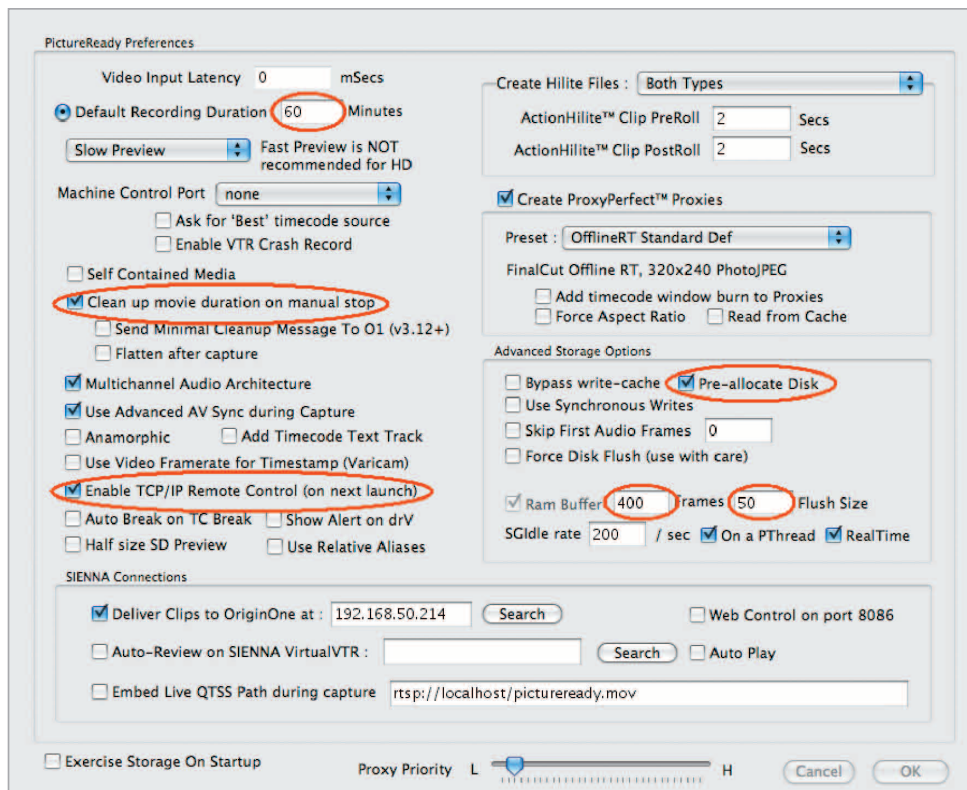 PictureReady Preferences
Video Input Latency 0 mSecs
Default Recording Duration 60 Minutes
Slow Preview Fast Preview is NOT
recommended for HD
Machine Control Port none
Ask for 'Best' timecode source
Enable VTR Crash Record
Self Contained Media
Clean up movie duration on manual stop
Send Minimal Cleanup Message To O1 (v3.12+)
Flatten after capture
Multichannel Audio Architecture
Use Advanced AV Sync during Capture
Anamorphic Add Timecode Text Track
Use Video Framerate for Timestamp (Varicam)
Enable TCP/IP Remote Control (on next launch)
Auto Break on TC Break Show Alert on drV
Half size SD Preview Use Relative Aliases
Create Hilite Files : Both Types
ActionHilite™ Clip PreRoll 2 Secs
ActionHilite™ Clip PostRoll 2 Secs
Create ProxyPerfect™ Proxies
Preset : OfflineRT Standard Def
FinalCut Offline RT, 320x240 PhotoJPEG
Add timecode window burn to Proxies
Force Aspect Ratio Read from Cache
Advanced Storage Options
Bypass write-cache Pre-allocate Disk
Use Synchronous Writes
Skip First Audio Frames 0
Force Disk Flush (use with care)
Ram Buffer 400 Frames 50 Flush Size
SGIdle rate 200 / sec On a PThread RealTime
SIENNA Connections
Deliver Clips to OriginOne at : 192.168.50.214 Search Web Control on port 8086
Auto-Review on SIENNA VirtualVTR : Search Auto Play
Embed Live QTSS Path during capture rtsp://localhost/pictureready.mov
Exercise Storage On Startup Proxy Priority L H Cancel OK